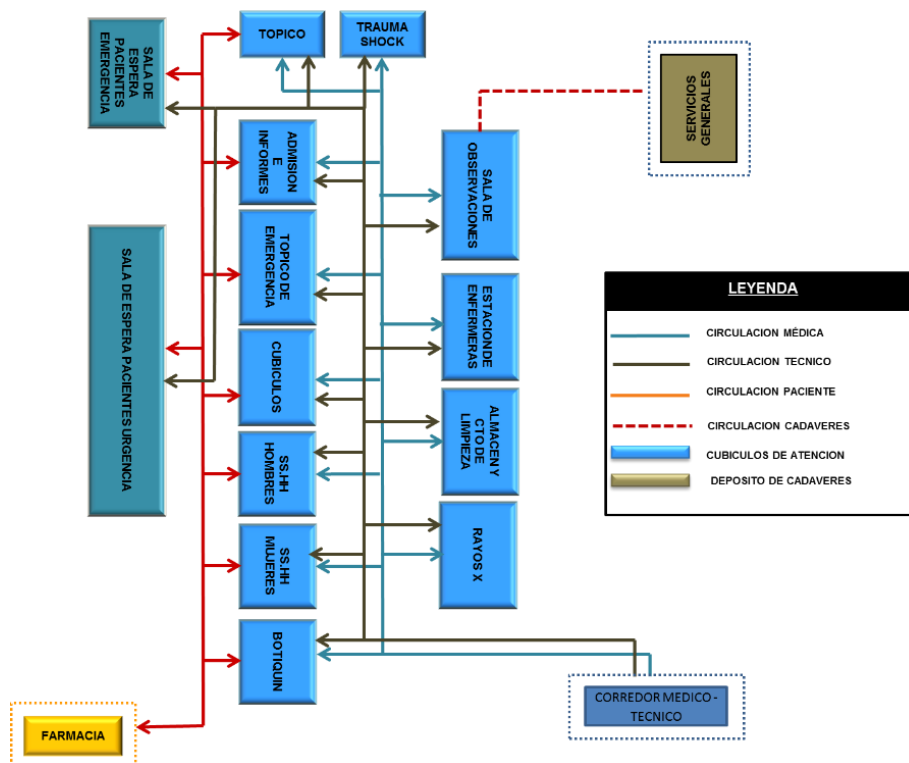 TOPICO
TRAUMA
SHOCK
SALA DE
ESPERA
PACIENTES
EMERGENCIA
SERVICIOS
GENERALES
ADMISION
E
INFORMES
SALA DE
OBSERVACIONES
TOPICO DE
EMERGENCIA
SALA DE ESPERA PACIENTES URGENCIA
ESTACION DE
ENFERMERAS
CUBICULOS
ALMACEN Y
CTO DE
LIMPIEZA
SS.HH
HOMBRES
RAYOS X
SS.HH
MUJERES
BOTIQUIN
CORREDOR MEDICO -
TECNICO
FARMACIA
LEYENDA
CIRCULACION MÉDICA
CIRCULACION TECNICO
CIRCULACION PACIENTE
CIRCULACION CADAVERES
CUBICULOS DE ATENCION
DEPOSITO DE CADAVERES